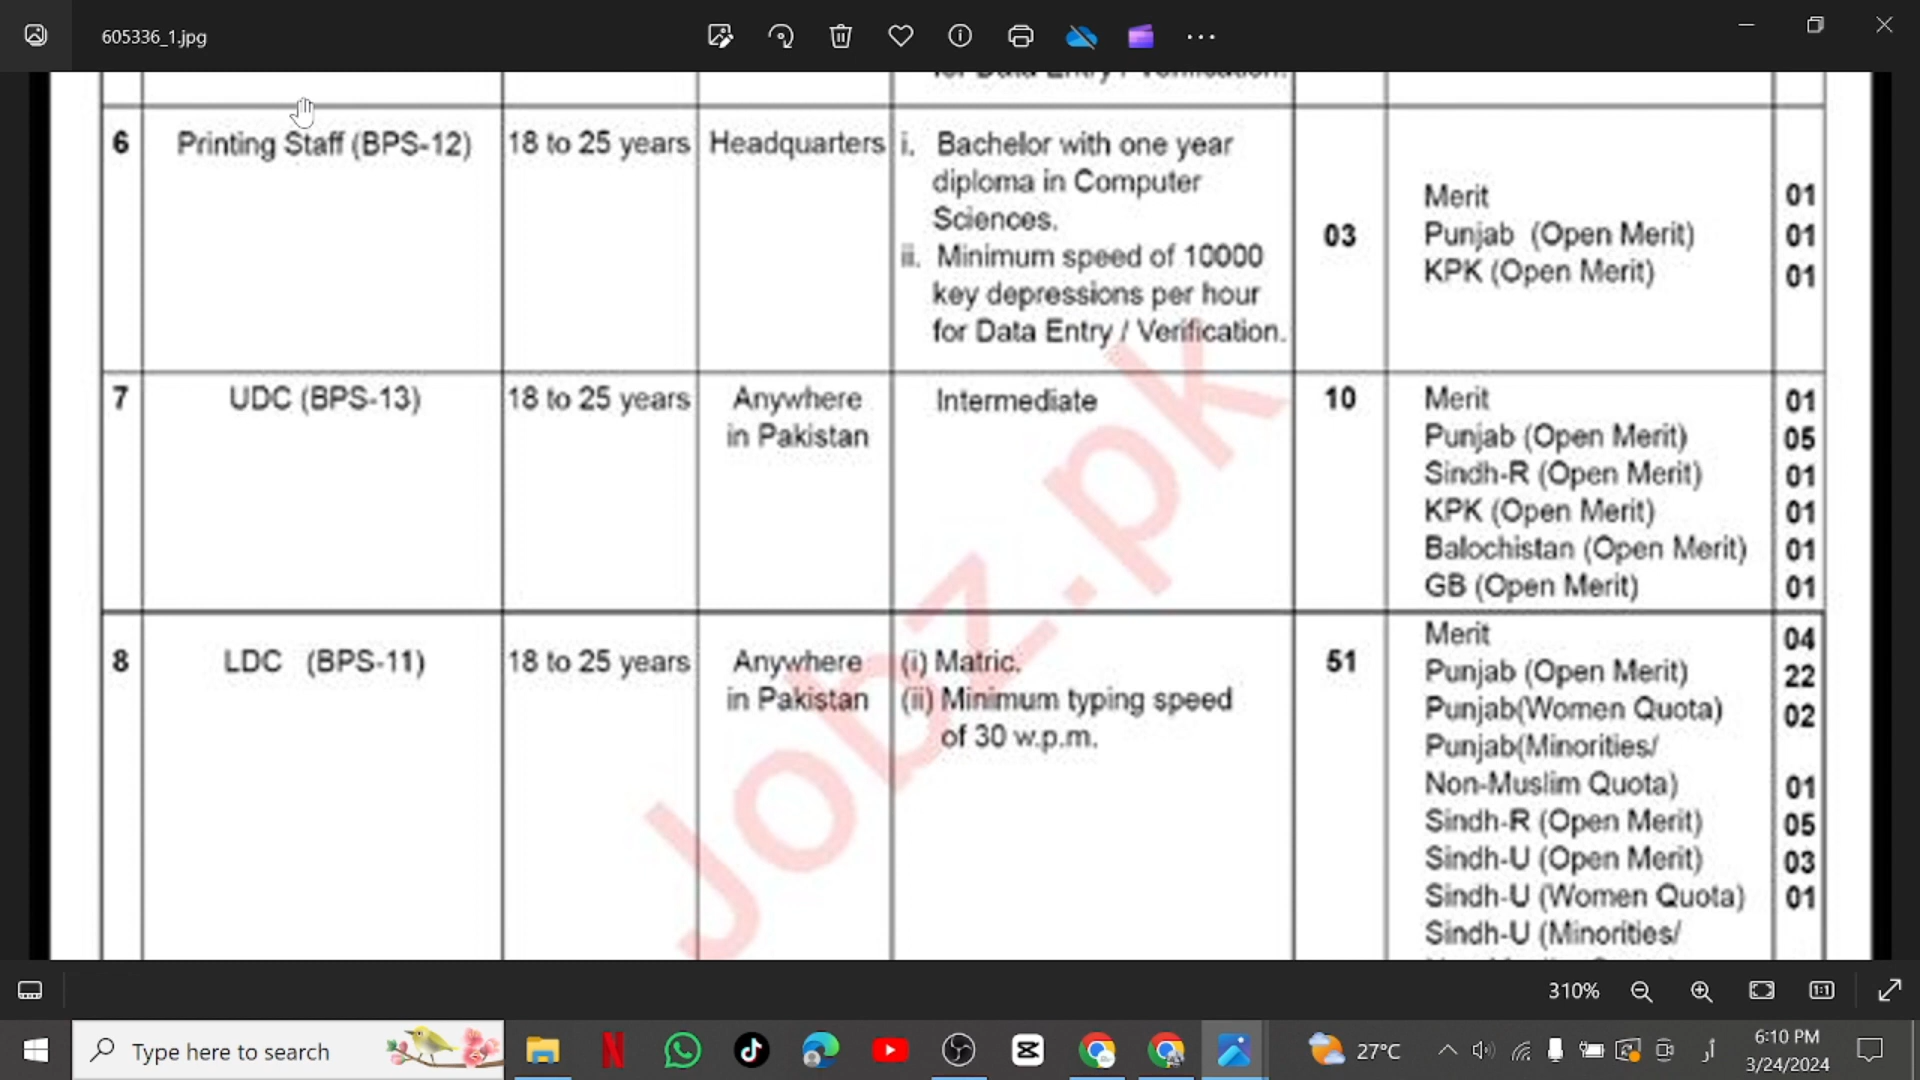 605336_1.jpg
for Data Entry / Verification.
6 Printing Staff (BPS-12) 18 to 25 years Headquarters i. Bachelor with one year
diploma in Computer
Sciences.
ii. Minimum speed of 10000
key depressions per hour
for Data Entry / Verification.
03
Merit 01
Punjab (Open Merit) 01
KPK (Open Merit) 01
7 UDC (BPS-13) 18 to 25 years Anywhere
in Pakistan
Intermediate
10
Merit 01
Punjab (Open Merit) 05
Sindh-R (Open Merit) 01
KPK (Open Merit) 01
Balochistan (Open Merit) 01
GB (Open Merit) 01
8 LDC (BPS-11) 18 to 25 years Anywhere
in Pakistan
(i) Matric.
(ii) Minimum typing speed
of 30 w.p.m.
51
Merit 04
Punjab (Open Merit) 22
Punjab(Women Quota) 02
Punjab(Minorities/
Non-Muslim Quota) 01
Sindh-R (Open Merit) 05
Sindh-U (Open Merit) 03
Sindh-U (Women Quota) 01
Sindh-U (Minorities/
Jobz.pk
310%
1:1
Type here to search
27°C
6:10 PM
3/24/2024